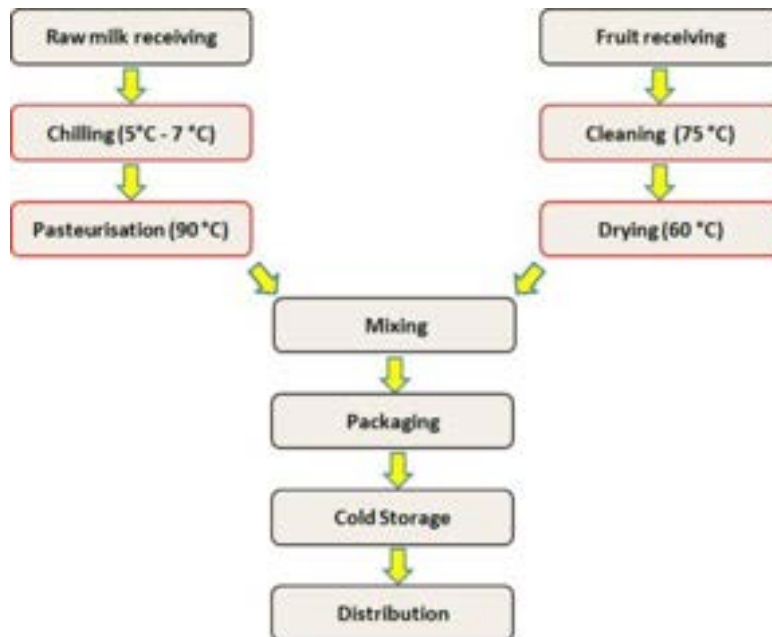 Raw milk receiving
Fruit receiving
Chilling (5°C - 7 °C)
Cleaning (75 °C)
Pasteurisation (90 °C)
Drying (60 °C)
Mixing
Packaging
Cold Storage
Distribution